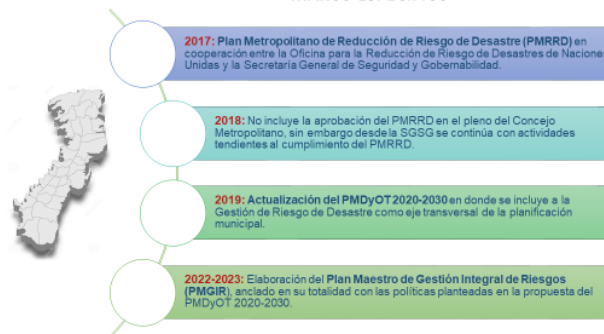 2017: Plan Metropolitano de Reducción de Riesgo de Desastre (PMRRD) en
cooperación entre la Oficina para la Reducción de Riesgo de Desastres de Naciones
Unidas y la Secretaría General de Seguridad y Gobernabilidad.
2018: No incluye la aprobación del PMRRD en el pleno del Concejo
Metropolitano, sin embargo desde la SGSG se continúa con actividades
tendientes al cumplimiento del PMRRD.
2019: Actualización del PMDyOT 2020-2030 en donde se incluye a la
Gestión de Riesgo de Desastre como eje transversal de la planificación
municipal.
2022-2023: Elaboración del Plan Maestro de Gestión Integral de Riesgos
(PMGIR), anclado en su totalidad con las políticas planteadas en la propuesta del
PMDyOT 2020-2030.